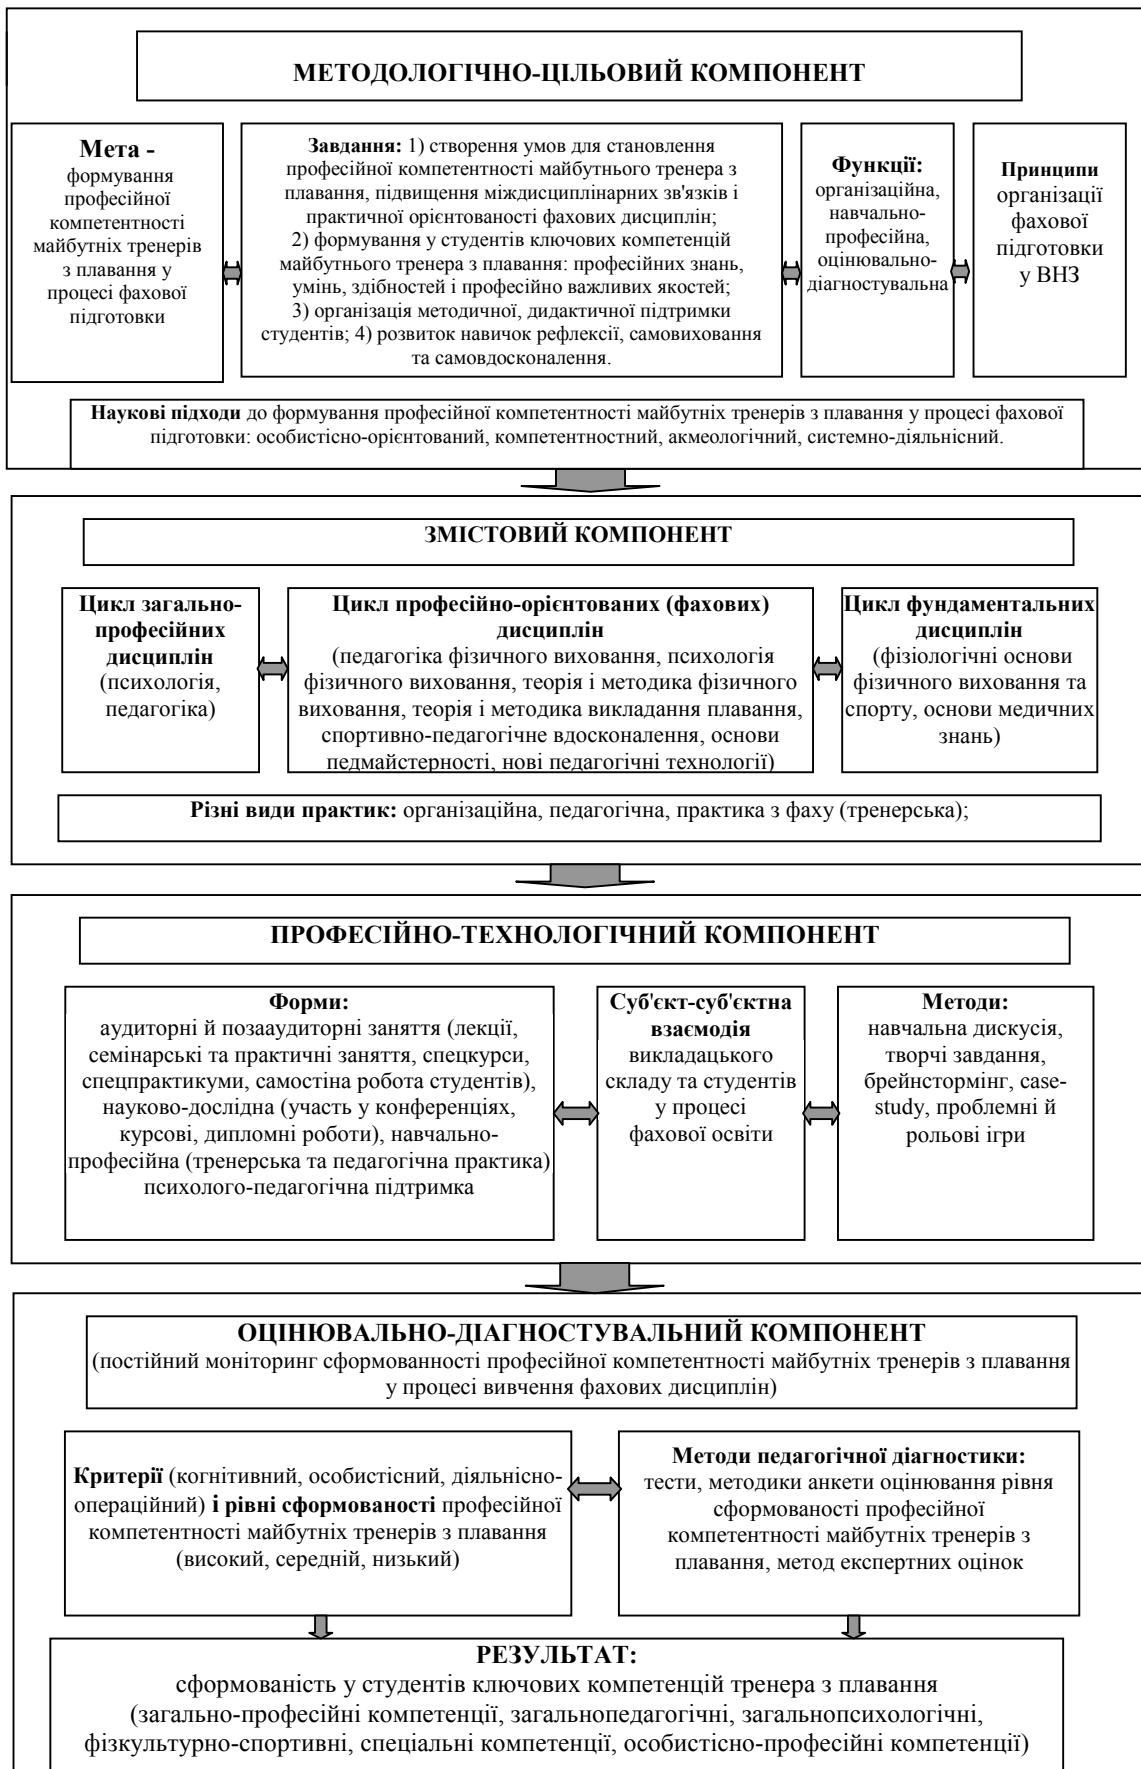 МЕТОДОЛОГІЧНО-ЦІЛЬОВИЙ КОМПОНЕНТ
Мета -
формування
професійної
компетентності
майбутніх тренерів
з плавання у
процесі фахової
підготовки
Завдання: 1) створення умов для становлення
професійної компетентності майбутнього тренера з
плавання, підвищення міждисциплінарних зв'язків і
практичної орієнтованості фахових дисциплін;
2) формування у студентів ключових компетенцій
майбутнього тренера з плавання: професійних знань,
умінь, здібностей і професійно важливих якостей;
3) організація методичної, дидактичної підтримки
студентів; 4) розвиток навичок рефлексії, самовиховання
та самовдосконалення.
Функції:
організаційна,
навчально-
професійна,
оцінювально-
діагностувальна
Принципи
організації
фахової
підготовки
у ВНЗ
Наукові підходи до формування професійної компетентності майбутніх тренерів з плавання у процесі фахової
підготовки: особистісно-орієнтований, компетентностний, акмеологічний, системно-діяльнісний.
ЗМІСТОВИЙ КОМПОНЕНТ
Цикл загально-
професійних
дисциплін
(психологія,
педагогіка)
Цикл професійно-орієнтованих (фахових)
дисциплін
(педагогіка фізичного виховання, психологія
фізичного виховання, теорія і методика фізичного
виховання, теорія і методика викладання плавання,
спортивно-педагогічне вдосконалення, основи
педмайстерності, нові педагогічні технології)
Цикл фундаментальних
дисциплін
(фізіологічні основи
фізичного виховання та
спорту, основи медичних
знань)
Різні види практик: організаційна, педагогічна, практика з фаху (тренерська);
ПРОФЕСІЙНО-ТЕХНОЛОГІЧНИЙ КОМПОНЕНТ
Форми:
аудиторні й позааудиторні заняття (лекції,
семінарські та практичні заняття, спецкурси,
спецпрактикуми, самостіна робота студентів),
науково-дослідна (участь у конференціях,
курсові, дипломні роботи), навчально-
професійна (тренерська та педагогічна практика)
психолого-педагогічна підтримка
Суб'єкт-суб'єктна
взаємодія
викладацького
складу та студентів
у процесі
фахової освіти
Методи:
навчальна дискусія,
творчі завдання,
брейнстормінг, case-
study, проблемні й
рольові ігри
ОЦІНЮВАЛЬНО-ДІАГНОСТУВАЛЬНИЙ КОМПОНЕНТ
(постійний моніторинг сформованності професійної компетентності майбутніх тренерів з плавання
у процесі вивчення фахових дисциплін)
Критерії (когнітивний, особистісний, діяльнісно-
операційний) і рівні сформованості професійної
компетентності майбутніх тренерів з плавання
(високий, середній, низький)
Методи педагогічної діагностики:
тести, методики анкети оцінювання рівня
сформованості професійної
компетентності майбутніх тренерів з
плавання, метод експертних оцінок
РЕЗУЛЬТАТ:
сформованість у студентів ключових компетенцій тренера з плавання
(загально-професійні компетенції, загальнопедагогічні, загальнопсихологічні,
фізкультурно-спортивні, спеціальні компетенції, особистісно-професійні компетенції)